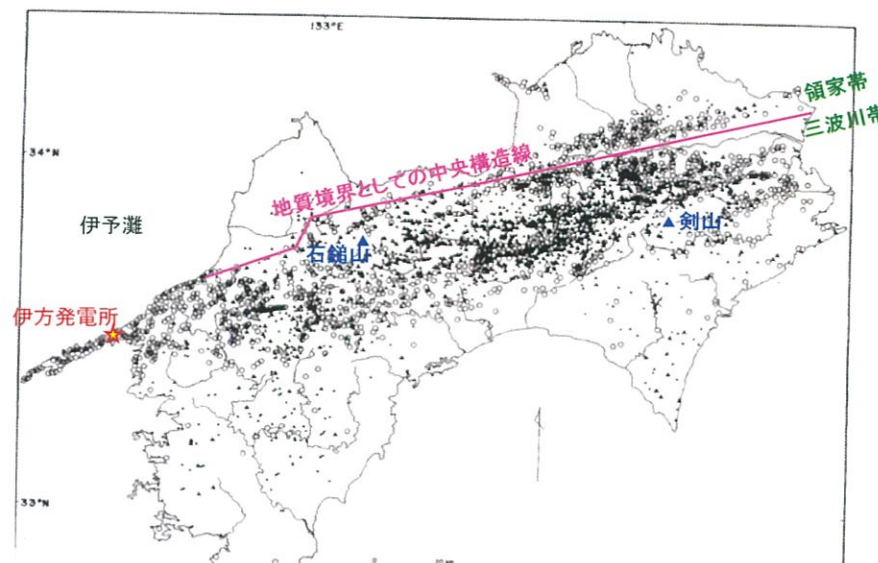 133°E
領家帯
三波川帯
34°N
地質境界としての中央構造線
伊予灘
石鎚山
剣山
伊方発電所
33°N